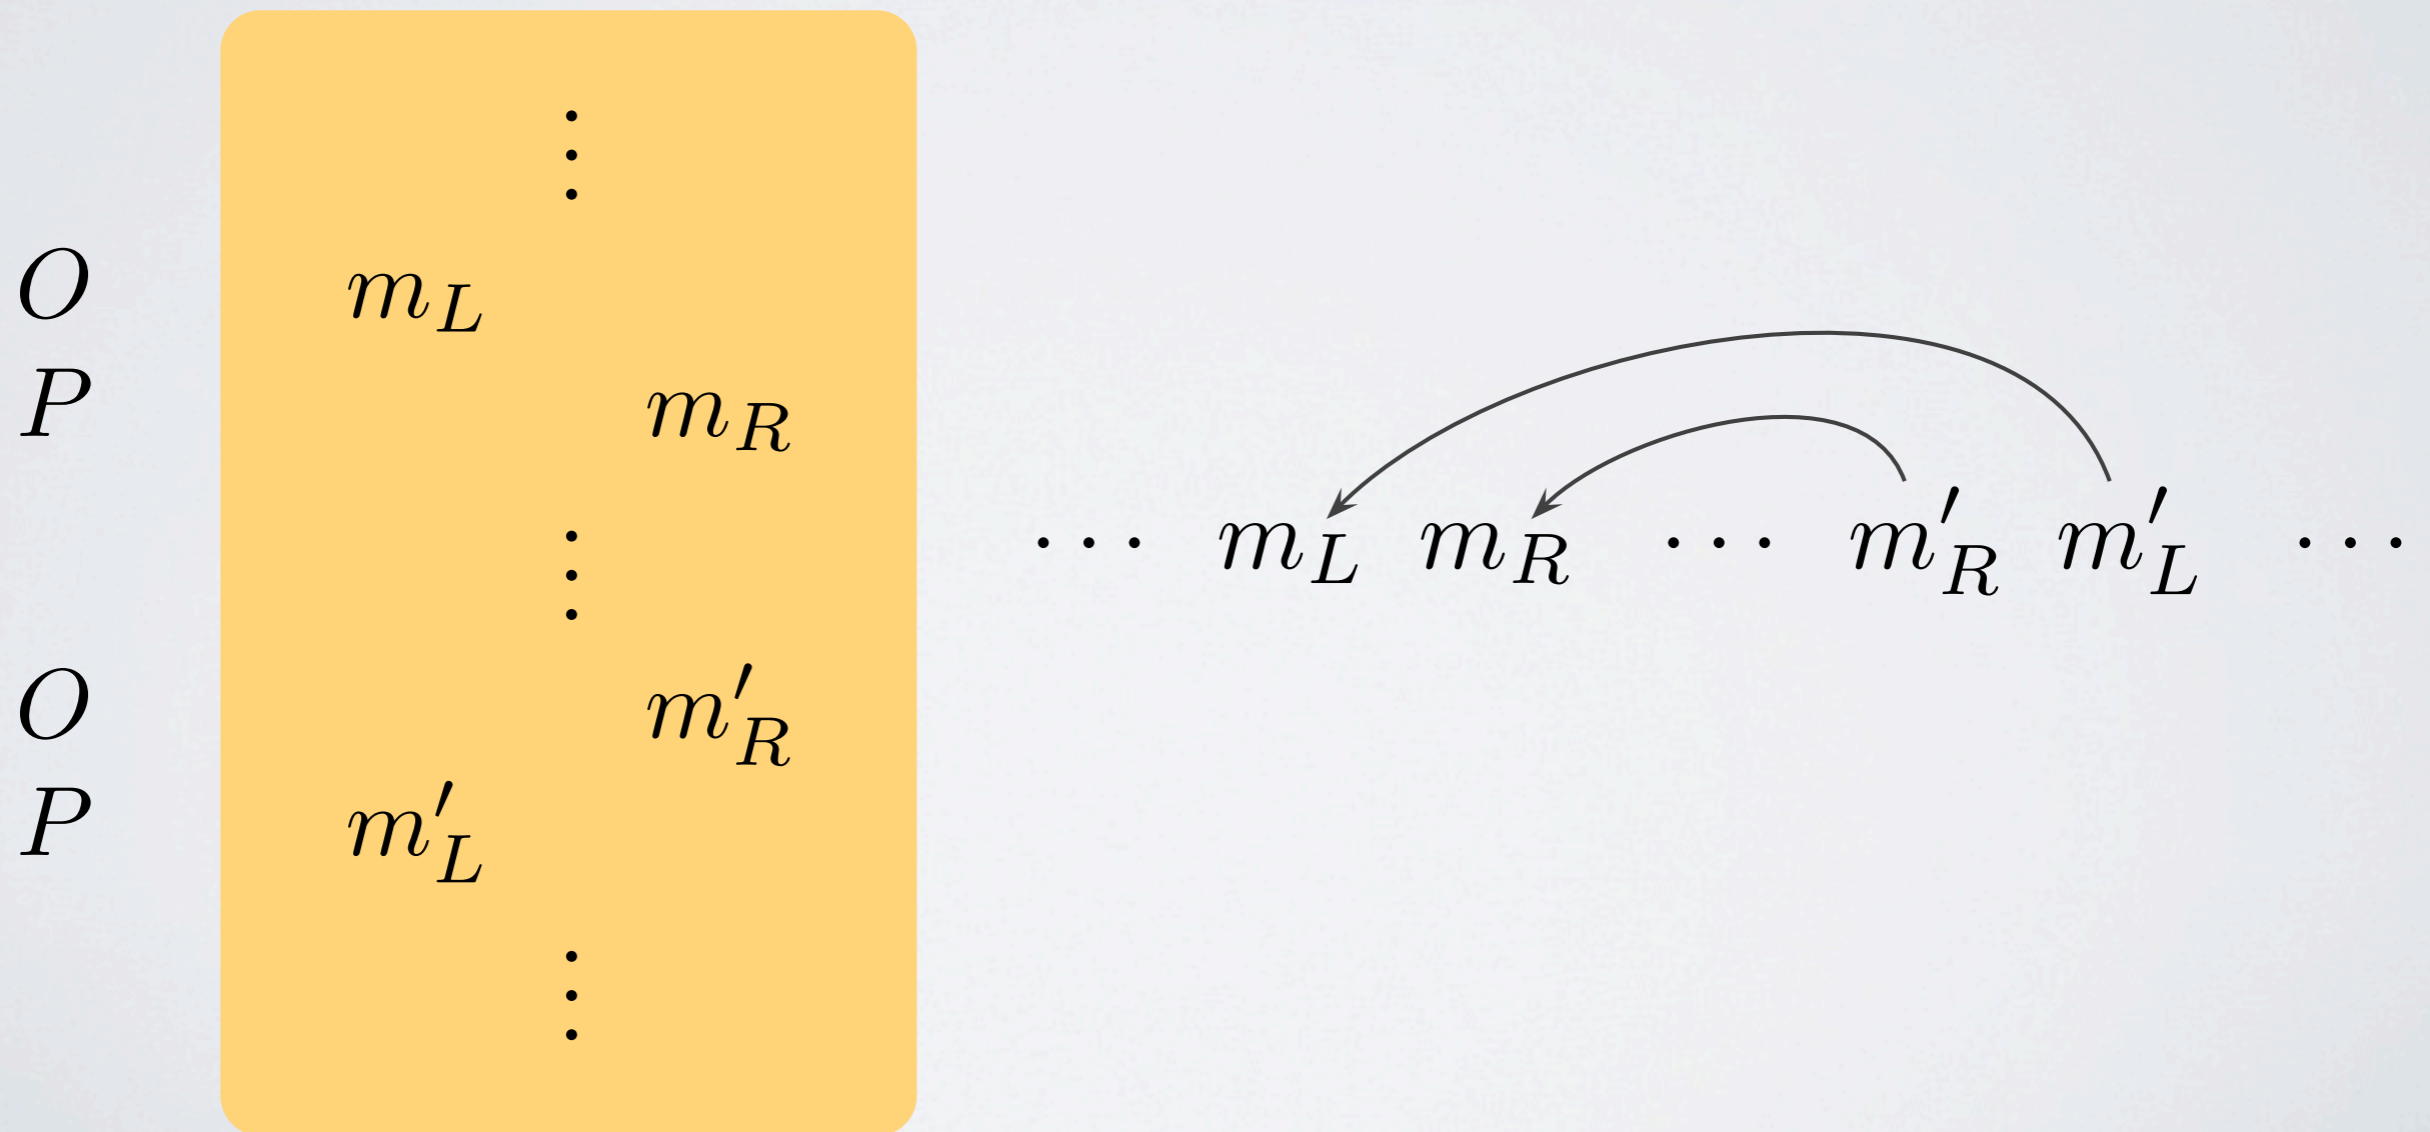 ⋮
O m_L
P m_R
⋮
⋯ m_L m_R ⋯ m′_R m′_L ⋯
O m′_R
P m′_L
⋮